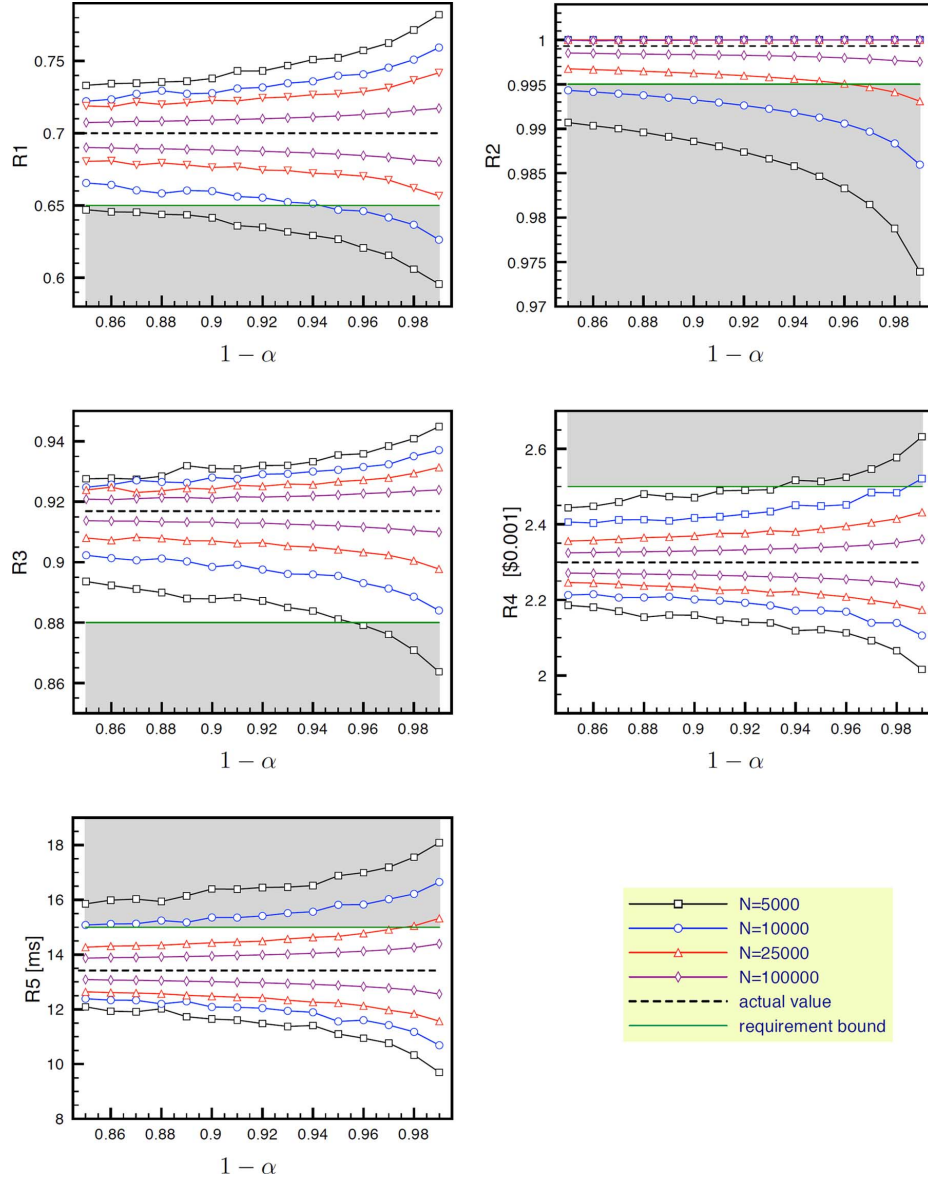 R1
0.75
0.7
0.65
0.6
0.86 0.88 0.9 0.92 0.94 0.96 0.98
1 − α
R2
1
0.995
0.99
0.985
0.98
0.975
0.97
0.86 0.88 0.9 0.92 0.94 0.96 0.98
1 − α
R3
0.94
0.92
0.9
0.88
0.86
0.86 0.88 0.9 0.92 0.94 0.96 0.98
1 − α
R4 [$0.001]
2.6
2.4
2.2
2
0.86 0.88 0.9 0.92 0.94 0.96 0.98
1 − α
R5 [ms]
18
16
14
12
10
8
0.86 0.88 0.9 0.92 0.94 0.96 0.98
1 − α
N=5000
N=10000
N=25000
N=100000
actual value
requirement bound